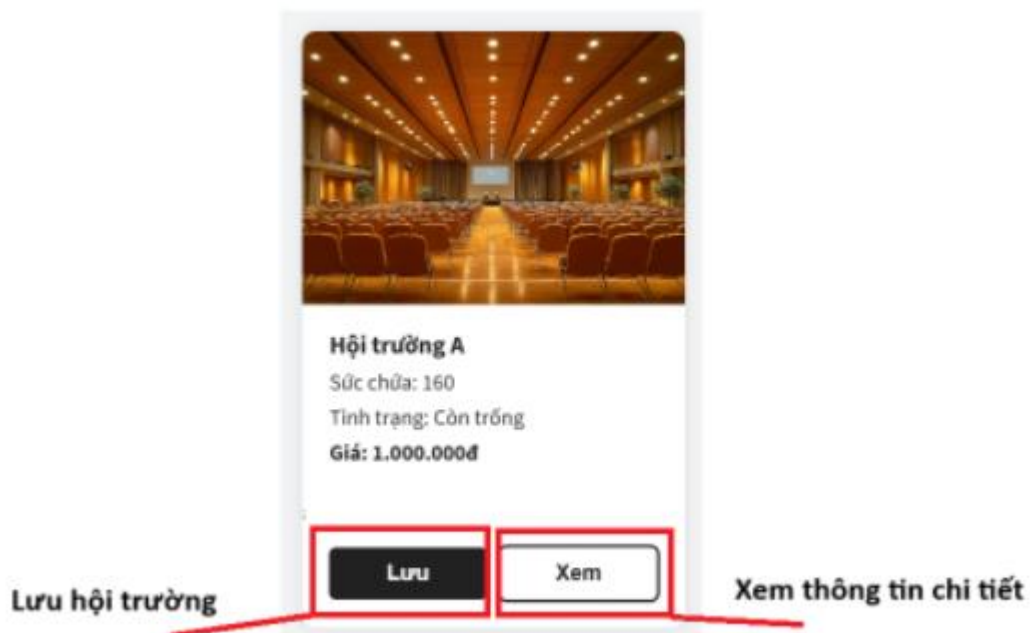 Hội trường A
Sức chứa: 160
Tình trạng: Còn trống
Giá: 1.000.000đ
Lưu
Xem
Lưu hội trường
Xem thông tin chi tiết